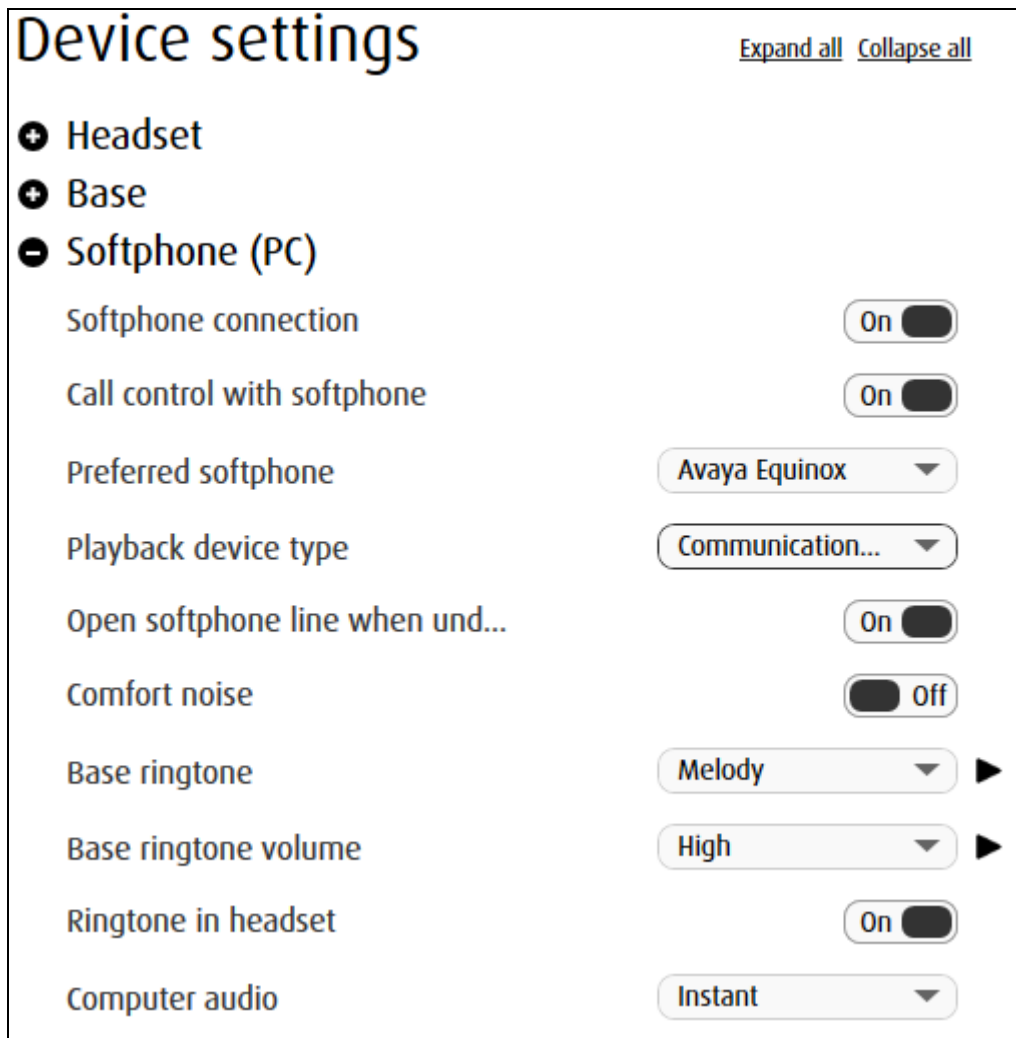 Device settings Expand all Collapse all
Headset
Base
Softphone (PC)
Softphone connection On
Call control with softphone On
Preferred softphone Avaya Equinox
Playback device type Communication...
Open softphone line when und... On
Comfort noise Off
Base ringtone Melody
Base ringtone volume High
Ringtone in headset On
Computer audio Instant